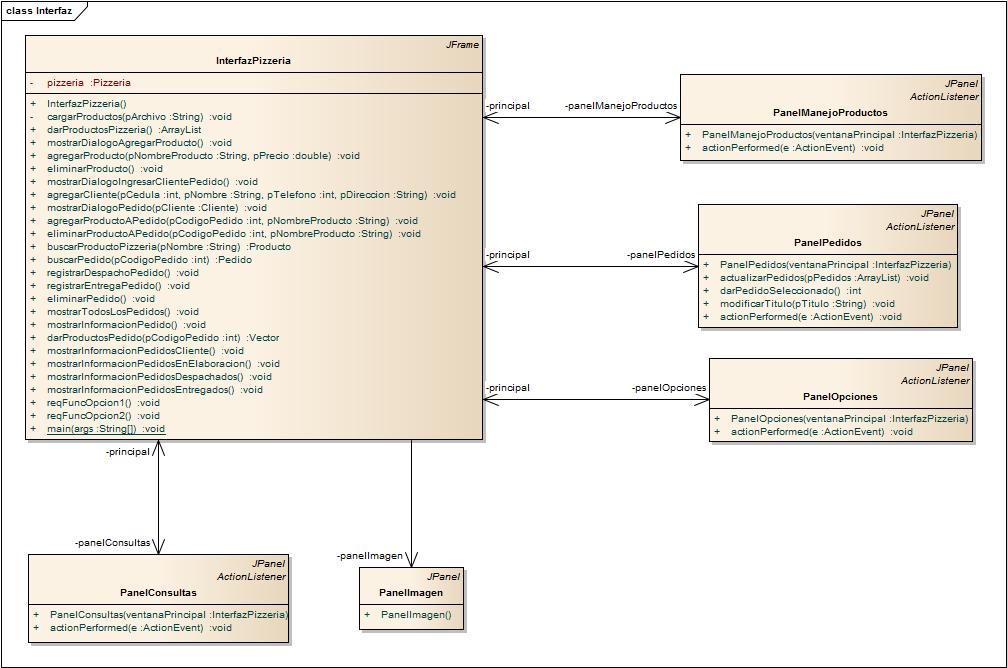 class Interfaz
JFrame
InterfazPizzeria
- pizzeria :Pizzeria
+ InterfazPizzeria()
- cargarProductos(pArchivo :String) :void
+ darProductosPizzeria() :ArrayList
+ mostrarDialogoAgregarProducto() :void
+ agregarProducto(pNombreProducto :String, pPrecio :double) :void
+ eliminarProducto() :void
+ mostrarDialogoIngresarClientePedido() :void
+ agregarCliente(pCedula :int, pNombre :String, pTelefono :int, pDireccion :String) :void
+ mostrarDialogoPedido(pCliente :Cliente) :void
+ agregarProductoAPedido(pCodigoPedido :int, pNombreProducto :String) :void
+ eliminarProductoAPedido(pCodigoPedido :int, pNombreProducto :String) :void
+ buscarProductoPizzeria(pNombre :String) :Producto
+ buscarPedido(pCodigoPedido :int) :Pedido
+ registrarDespachoPedido() :void
+ registrarEntregaPedido() :void
+ eliminarPedido() :void
+ mostrarTodosLosPedidos() :void
+ mostrarInformacionPedido() :void
+ darProductosPedido(pCodigoPedido :int) :Vector
+ mostrarInformacionPedidosCliente() :void
+ mostrarInformacionPedidosEnElaboracion() :void
+ mostrarInformacionPedidosDespachados() :void
+ mostrarInformacionPedidosEntregados() :void
+ reqFuncOpcion1() :void
+ reqFuncOpcion2() :void
+ main(args :String[]) :void
-principal
-panelManejoProductos
JPanel
ActionListener
PanelManejoProductos
+ PanelManejoProductos(ventanaPrincipal :InterfazPizzeria)
+ actionPerformed(e :ActionEvent) :void
-principal
-panelPedidos
JPanel
ActionListener
PanelPedidos
+ PanelPedidos(ventanaPrincipal :InterfazPizzeria)
+ actualizarPedidos(pPedidos :ArrayList) :void
+ darPedidoSeleccionado() :int
+ modificarTitulo(pTitulo :String) :void
+ actionPerformed(e :ActionEvent) :void
-principal
-panelOpciones
JPanel
ActionListener
PanelOpciones
+ PanelOpciones(ventanaPrincipal :InterfazPizzeria)
+ actionPerformed(e :ActionEvent) :void
-principal
-panelConsultas
JPanel
ActionListener
PanelConsultas
+ PanelConsultas(ventanaPrincipal :InterfazPizzeria)
+ actionPerformed(e :ActionEvent) :void
-panelImagen
JPanel
PanelImagen
+ PanelImagen()